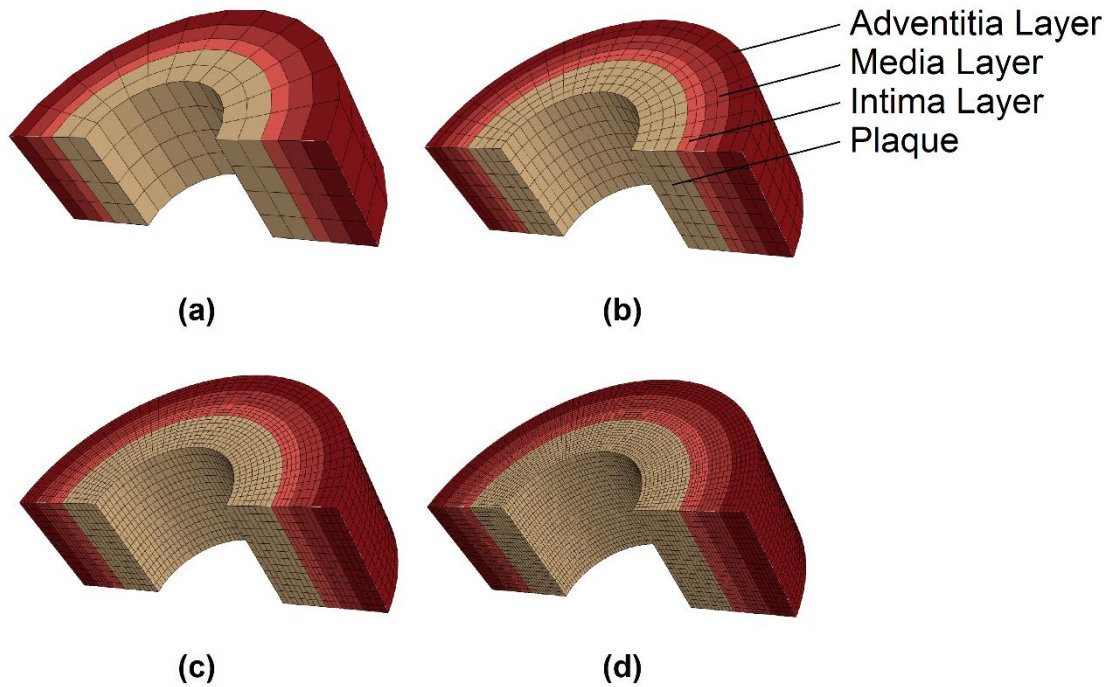 Adventitia Layer
Media Layer
Intima Layer
Plaque
(a)
(b)
(c)
(d)